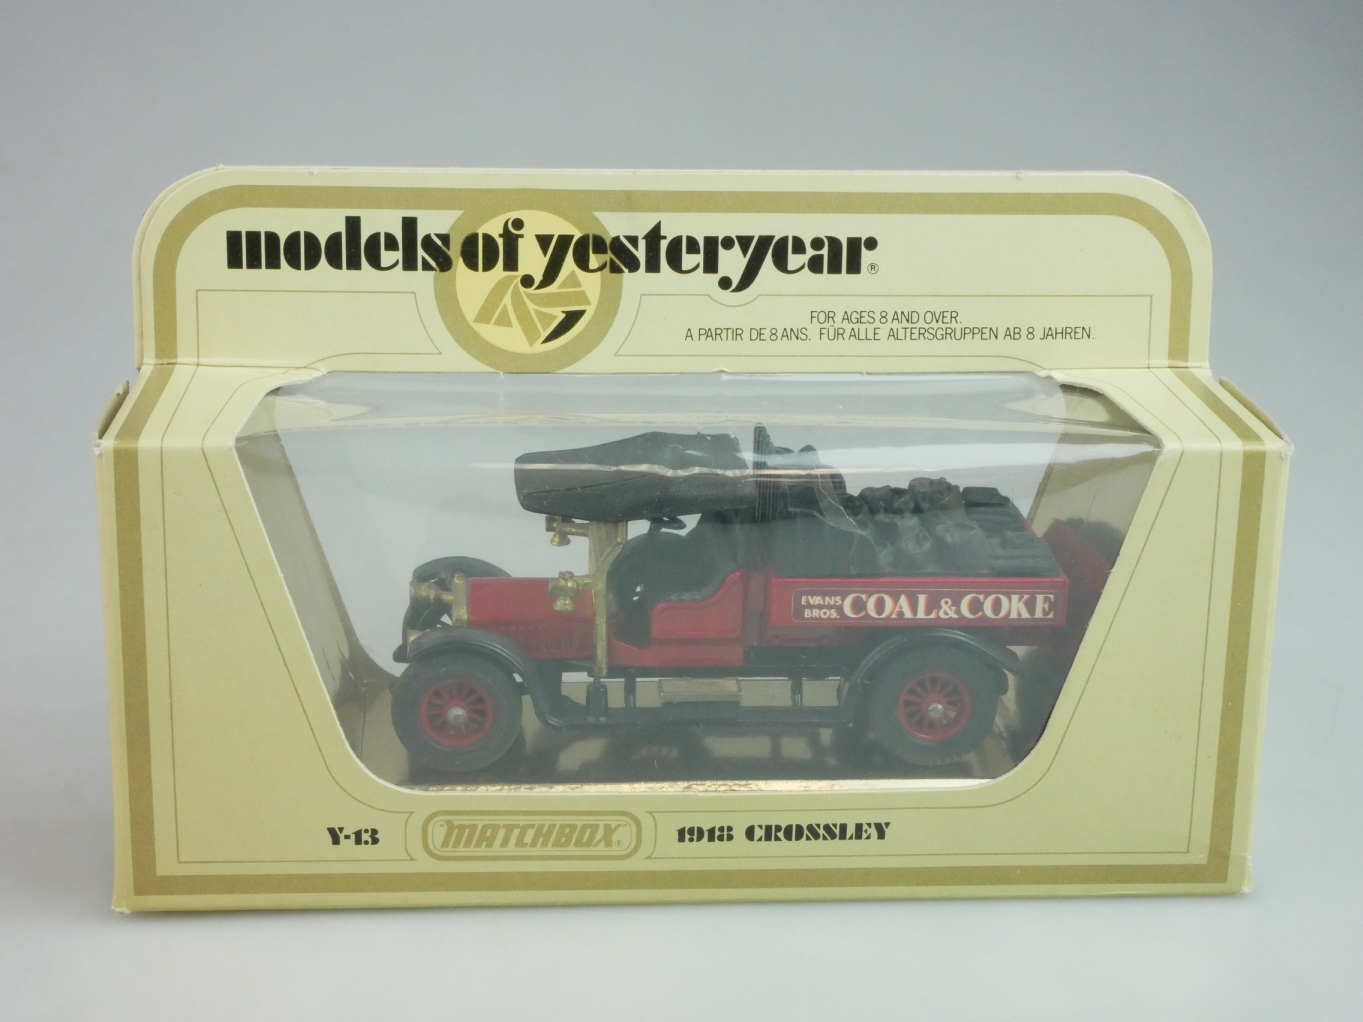 models of yesteryear®
FOR AGES 8 AND OVER.
A PARTIR DE 8 ANS. FÜR ALLE ALTERSGRUPPEN AB 8 JAHREN.
EVANS BROS. COAL & COKE
Y-13 MATCHBOX® 1918 CROSSLEY